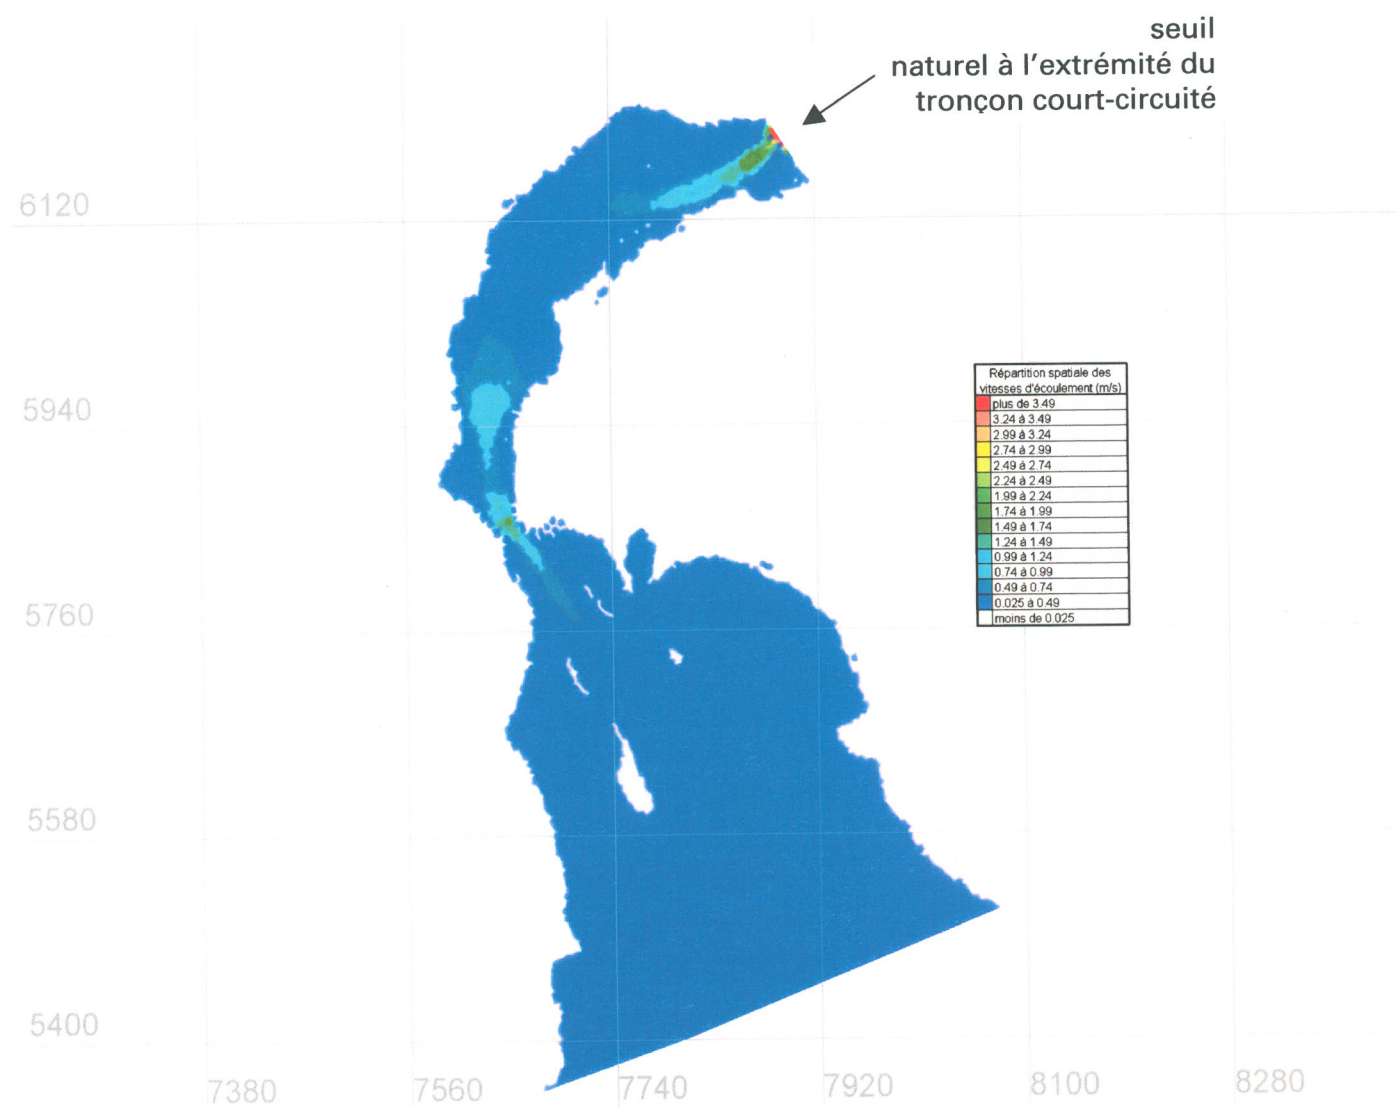 seuil
naturel à l'extrémité du
tronçon court-circuité
6120
5940
5760
5580
5400
7380
7560
7740
7920
8100
8280
Répartition spatiale des
vitesses d'écoulement (m/s)
plus de 3.49
3.24 à 3.49
2.99 à 3.24
2.74 à 2.99
2.49 à 2.74
2.24 à 2.49
1.99 à 2.24
1.74 à 1.99
1.49 à 1.74
1.24 à 1.49
0.99 à 1.24
0.74 à 0.99
0.49 à 0.74
0.025 à 0.49
moins de 0.025